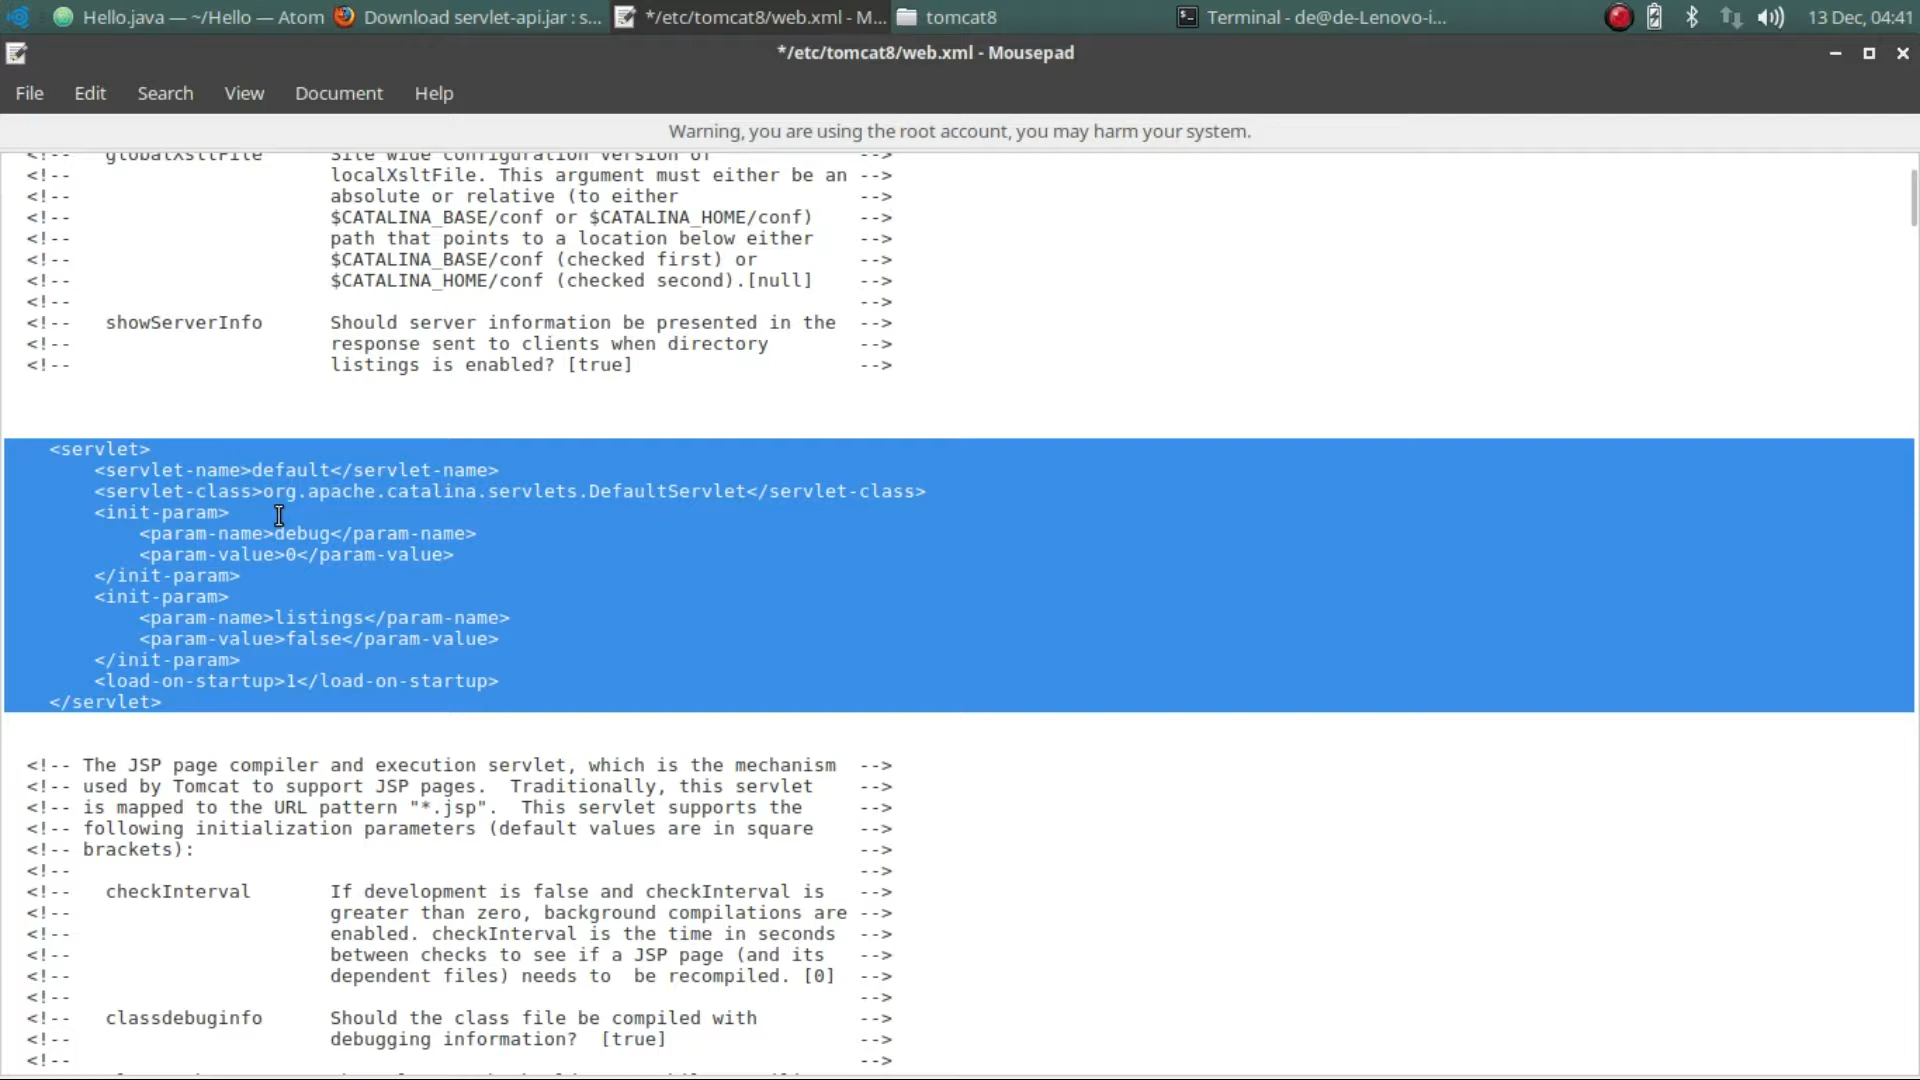 Hello.java — ~/Hello — Atom
Download servlet-api.jar : s...
*/etc/tomcat8/web.xml - M...
tomcat8
Terminal - de@de-Lenovo-i...
13 Dec, 04:41
*/etc/tomcat8/web.xml - Mousepad
File Edit Search View Document Help
Warning, you are using the root account, you may harm your system.
<!--   globalXsltFile      Site wide configuration version of             -->
<!--                       localXsltFile. This argument must either be an -->
<!--                       absolute or relative (to either                -->
<!--                       $CATALINA_BASE/conf or $CATALINA_HOME/conf)    -->
<!--                       path that points to a location below either    -->
<!--                       $CATALINA_BASE/conf (checked first) or         -->
<!--                       $CATALINA_HOME/conf (checked second).[null]    -->
<!--                                                                      -->
<!--   showServerInfo      Should server information be presented in the  -->
<!--                       response sent to clients when directory        -->
<!--                       listings is enabled? [true]                    -->
<servlet>
<servlet-name>default</servlet-name>
<servlet-class>org.apache.catalina.servlets.DefaultServlet</servlet-class>
<init-param>
<param-name>debug</param-name>
<param-value>0</param-value>
</init-param>
<init-param>
<param-name>listings</param-name>
<param-value>false</param-value>
</init-param>
<load-on-startup>1</load-on-startup>
</servlet>
<!-- The JSP page compiler and execution servlet, which is the mechanism  -->
<!-- used by Tomcat to support JSP pages.  Traditionally, this servlet    -->
<!-- is mapped to the URL pattern "*.jsp".  This servlet supports the     -->
<!-- following initialization parameters (default values are in square    -->
<!-- brackets):                                                           -->
<!--                                                                      -->
<!--   checkInterval       If development is false and checkInterval is   -->
<!--                       greater than zero, background compilations are -->
<!--                       enabled. checkInterval is the time in seconds  -->
<!--                       between checks to see if a JSP page (and its   -->
<!--                       dependent files) needs to  be recompiled. [0]  -->
<!--                                                                      -->
<!--   classdebuginfo      Should the class file be compiled with         -->
<!--                       debugging information?  [true]                 -->
<!--                                                                      -->